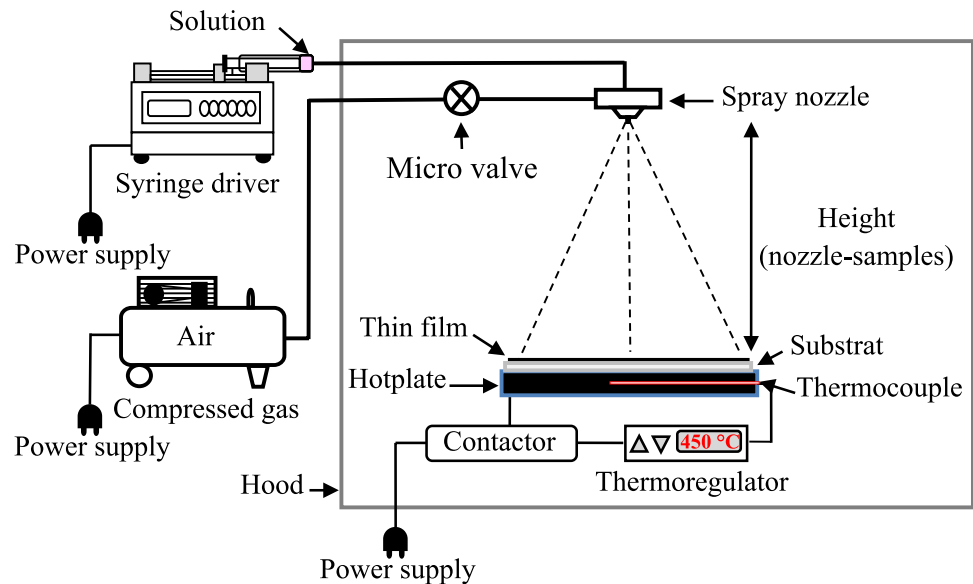 Solution
Spray nozzle
Micro valve
Syringe driver
Height
(nozzle-samples)
Power supply
Air
Thin film
Substrat
Hotplate
Thermocouple
Compressed gas
Power supply
Contactor
450 °C
Thermoregulator
Hood
Power supply